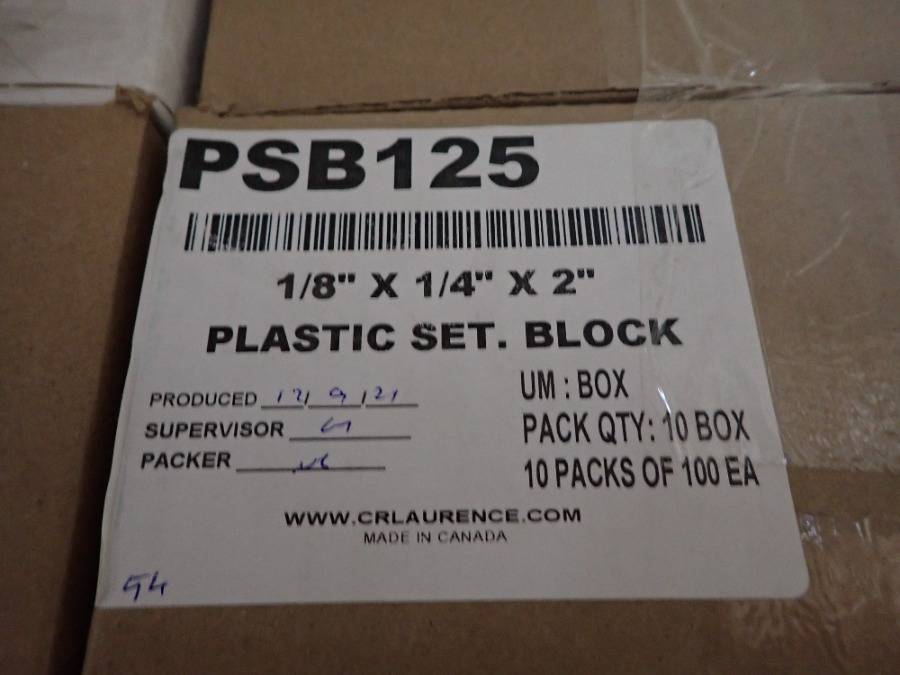 PSB125
1/8" X 1/4" X 2"
PLASTIC SET. BLOCK
PRODUCED 12/9/21
SUPERVISOR
PACKER
UM : BOX
PACK QTY: 10 BOX
10 PACKS OF 100 EA
WWW.CRLAURENCE.COM
MADE IN CANADA
54